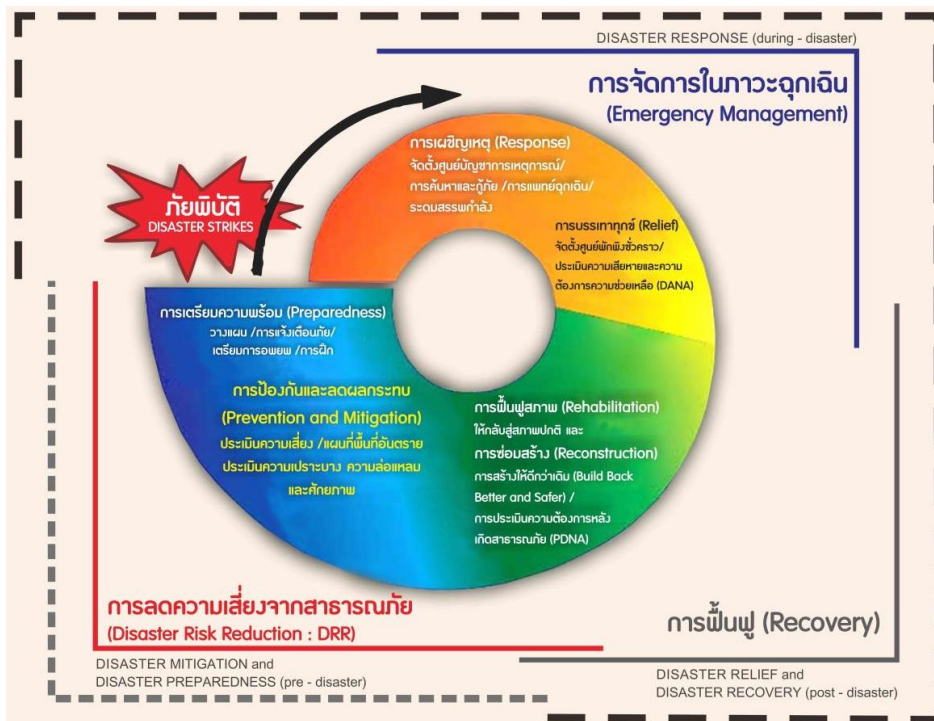 DISASTER RESPONSE (during - disaster)
การจัดการในภาวะฉุกเฉิน
(Emergency Management)
ภัยพิบัติ
DISASTER STRIKES
การเผชิญเหตุ (Response)
จัดตั้งศูนย์บัญชาการเหตุการณ์/
การค้นหาและกู้ภัย /การแพทย์ฉุกเฉิน/
ระดมสรรพกำลัง
การบรรเทาทุกข์ (Relief)
จัดตั้งศูนย์พักพิงชั่วคราว/
ประเมินความเสียหายและความ
ต้องการความช่วยเหลือ (DANA)
การเตรียมความพร้อม (Preparedness)
วางแผน /การแจ้งเตือนภัย/
เตรียมการอพยพ /การฝึก
การป้องกันและลดผลกระทบ
(Prevention and Mitigation)
ประเมินความเสี่ยง /แผนที่พื้นที่อันตราย
ประเมินความเปราะบาง ความล่อแหลม
และศักยภาพ
การฟื้นฟูสภาพ (Rehabilitation)
ให้กลับสู่สภาพปกติ และ
การซ่อมสร้าง (Reconstruction)
การสร้างให้ดีกว่าเดิม (Build Back
Better and Safer) /
การประเมินความต้องการหลัง
เกิดสาธารณภัย (PDNA)
การลดความเสี่ยงจากสาธารณภัย
(Disaster Risk Reduction : DRR)
DISASTER MITIGATION and
DISASTER PREPAREDNESS (pre - disaster)
การฟื้นฟู (Recovery)
DISASTER RELIEF and
DISASTER RECOVERY (post - disaster)